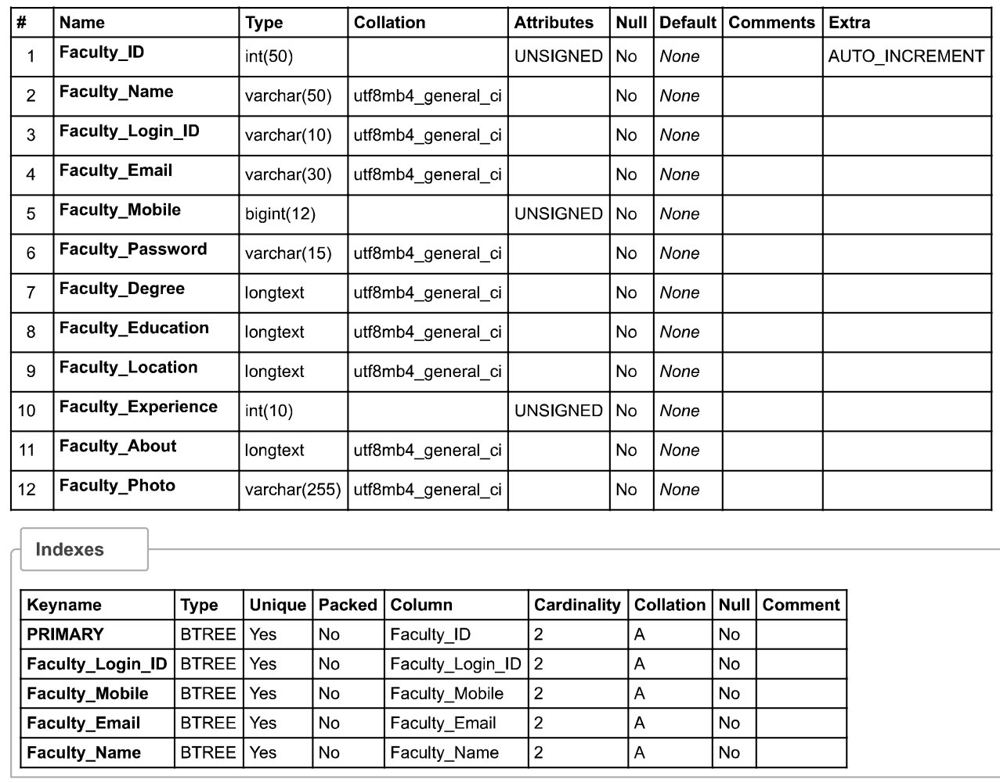 # Name Type Collation Attributes Null Default Comments Extra
1 Faculty_ID int(50) UNSIGNED No None AUTO_INCREMENT
2 Faculty_Name varchar(50) utf8mb4_general_ci No None
3 Faculty_Login_ID varchar(10) utf8mb4_general_ci No None
4 Faculty_Email varchar(30) utf8mb4_general_ci No None
5 Faculty_Mobile bigint(12) UNSIGNED No None
6 Faculty_Password varchar(15) utf8mb4_general_ci No None
7 Faculty_Degree longtext utf8mb4_general_ci No None
8 Faculty_Education longtext utf8mb4_general_ci No None
9 Faculty_Location longtext utf8mb4_general_ci No None
10 Faculty_Experience int(10) UNSIGNED No None
11 Faculty_About longtext utf8mb4_general_ci No None
12 Faculty_Photo varchar(255) utf8mb4_general_ci No None
Indexes
Keyname Type Unique Packed Column Cardinality Collation Null Comment
PRIMARY BTREE Yes No Faculty_ID 2 A No
Faculty_Login_ID BTREE Yes No Faculty_Login_ID 2 A No
Faculty_Mobile BTREE Yes No Faculty_Mobile 2 A No
Faculty_Email BTREE Yes No Faculty_Email 2 A No
Faculty_Name BTREE Yes No Faculty_Name 2 A No